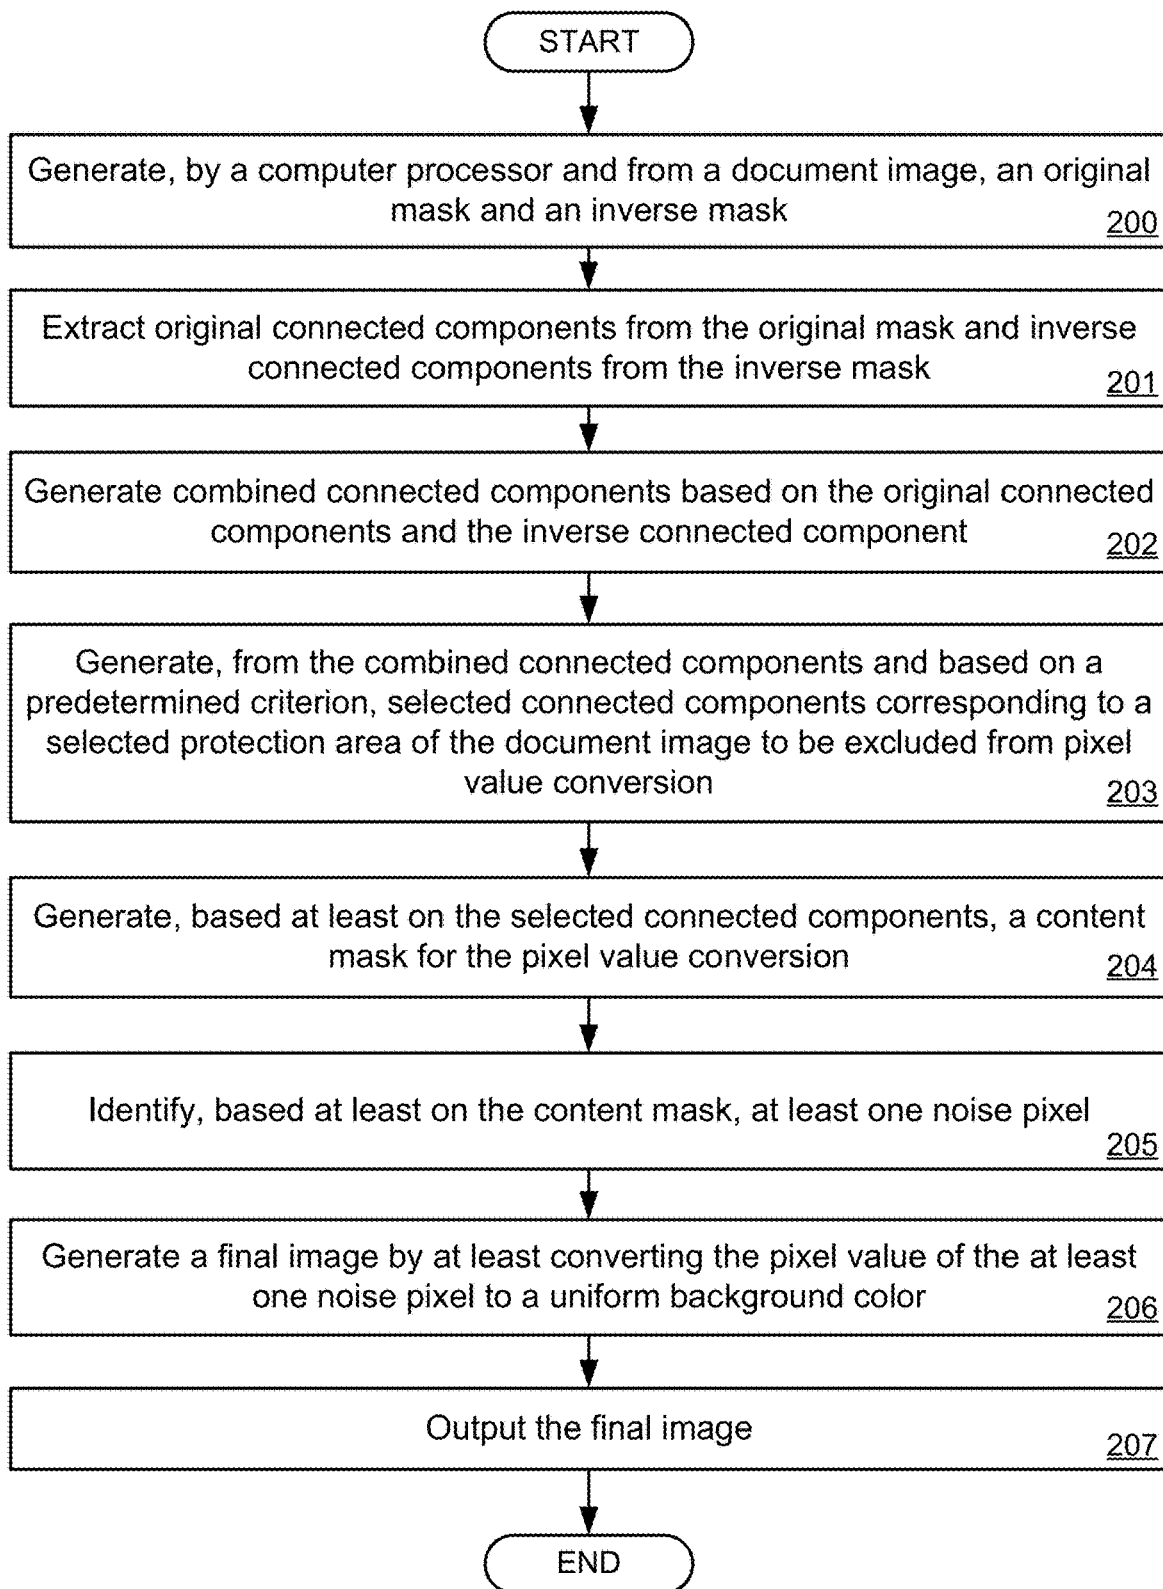 START
Generate, by a computer processor and from a document image, an original
mask and an inverse mask
200
Extract original connected components from the original mask and inverse
connected components from the inverse mask
201
Generate combined connected components based on the original connected
components and the inverse connected component
202
Generate, from the combined connected components and based on a
predetermined criterion, selected connected components corresponding to a
selected protection area of the document image to be excluded from pixel
value conversion
203
Generate, based at least on the selected connected components, a content
mask for the pixel value conversion
204
Identify, based at least on the content mask, at least one noise pixel
205
Generate a final image by at least converting the pixel value of the at least
one noise pixel to a uniform background color
206
Output the final image
207
END